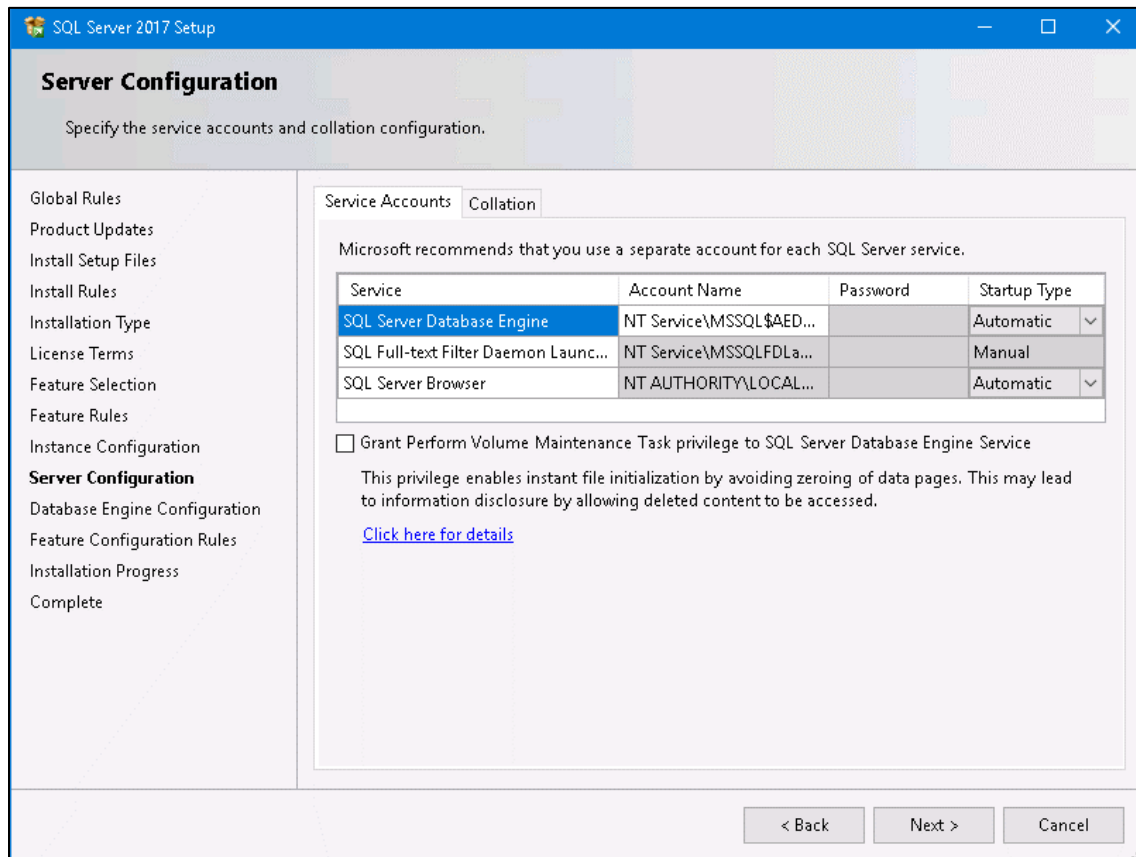 SQL Server 2017 Setup
Server Configuration
Specify the service accounts and collation configuration.
Global Rules
Product Updates
Install Setup Files
Install Rules
Installation Type
License Terms
Feature Selection
Feature Rules
Instance Configuration
Server Configuration
Database Engine Configuration
Feature Configuration Rules
Installation Progress
Complete
Service Accounts Collation
Microsoft recommends that you use a separate account for each SQL Server service.
Service Account Name Password Startup Type
SQL Server Database Engine NT Service\MSSQL$AED... Automatic
SQL Full-text Filter Daemon Launc... NT Service\MSSQLFDLa... Manual
SQL Server Browser NT AUTHORITY\LOCAL... Automatic
Grant Perform Volume Maintenance Task privilege to SQL Server Database Engine Service
This privilege enables instant file initialization by avoiding zeroing of data pages. This may lead
to information disclosure by allowing deleted content to be accessed.
Click here for details
< Back Next > Cancel